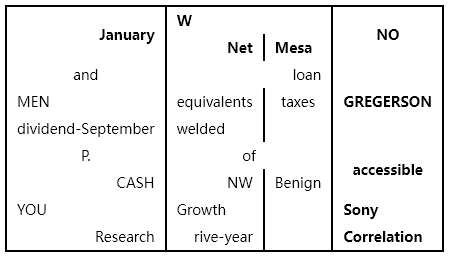 January W NO
Net Mesa
and loan
MEN equivalents taxes GREGERSON
dividend-September welded
P. of accessible
CASH NW Benign
YOU Growth Sony
Research rive-year Correlation